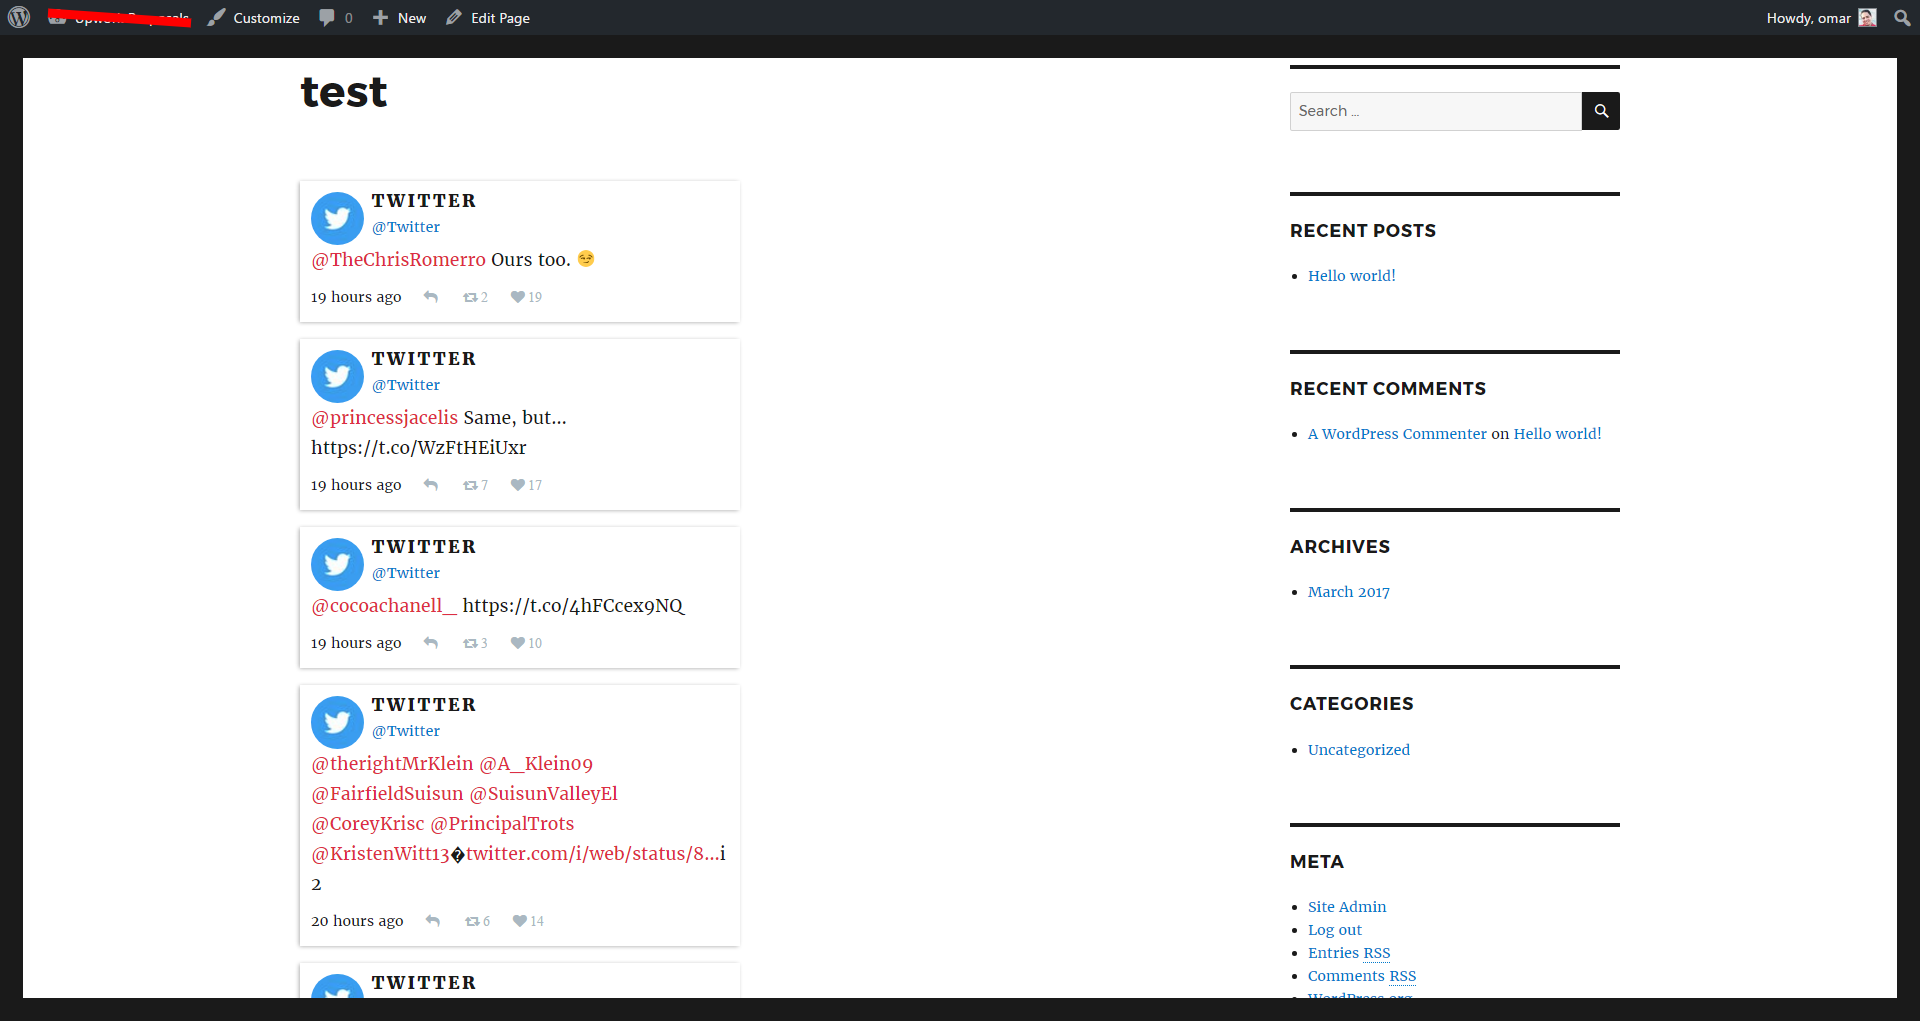 Customize
0
New
Edit Page
Howdy, omar
test
TWITTER
@Twitter
@TheChrisRomerro Ours too. 😏
19 hours ago 2 19
TWITTER
@Twitter
@princessjacelis Same, but...
https://t.co/WzFtHEiUxr
19 hours ago 7 17
TWITTER
@Twitter
@cocoachanell_ https://t.co/4hFCcex9NQ
19 hours ago 3 10
TWITTER
@Twitter
@therightMrKlein @A_Klein09
@FairfieldSuisun @SuisunValleyEl
@CoreyKrisc @PrincipalTrots
@KristenWitt13�twitter.com/i/web/status/8...i
2
20 hours ago 6 14
TWITTER
Search ...
RECENT POSTS
Hello world!
RECENT COMMENTS
A WordPress Commenter on Hello world!
ARCHIVES
March 2017
CATEGORIES
Uncategorized
META
Site Admin
Log out
Entries RSS
Comments RSS
WordPress.org